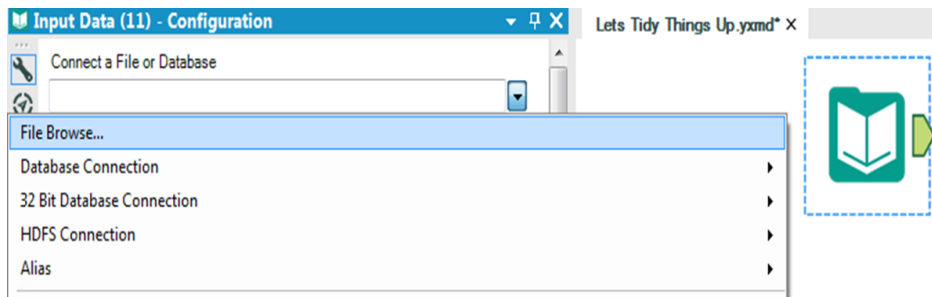 Input Data (11) - Configuration
Lets Tidy Things Up.yxmd*
Connect a File or Database
File Browse...
Database Connection
32 Bit Database Connection
HDFS Connection
Alias